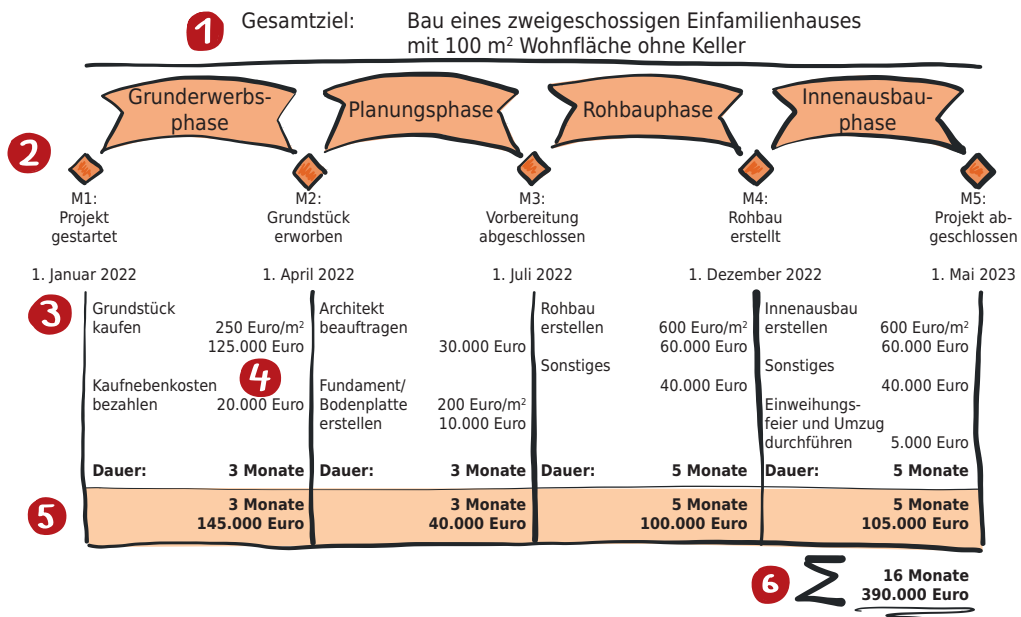 1 Gesamtziel: Bau eines zweigeschossigen Einfamilienhauses
mit 100 m² Wohnfläche ohne Keller
Grunderwerbs-
phase
Planungsphase
Rohbauphase
Innenausbau-
phase
2
M1:
Projekt
gestartet
M2:
Grundstück
erworben
M3:
Vorbereitung
abgeschlossen
M4:
Rohbau
erstellt
M5:
Projekt ab-
geschlossen
1. Januar 2022
1. April 2022
1. Juli 2022
1. Dezember 2022
1. Mai 2023
3
Grundstück
kaufen 250 Euro/m²
125.000 Euro
4
Kaufnebenkosten
bezahlen 20.000 Euro
Dauer: 3 Monate
Architekt
beauftragen
30.000 Euro
Fundament/
Bodenplatte 200 Euro/m²
erstellen 10.000 Euro
Dauer: 3 Monate
Rohbau
erstellen 600 Euro/m²
60.000 Euro
Sonstiges
40.000 Euro
Dauer: 5 Monate
Innenausbau
erstellen 600 Euro/m²
60.000 Euro
Sonstiges
40.000 Euro
Einweihungs-
feier und Umzug
durchführen 5.000 Euro
Dauer: 5 Monate
5
3 Monate
145.000 Euro
3 Monate
40.000 Euro
5 Monate
100.000 Euro
5 Monate
105.000 Euro
6 Σ
16 Monate
390.000 Euro